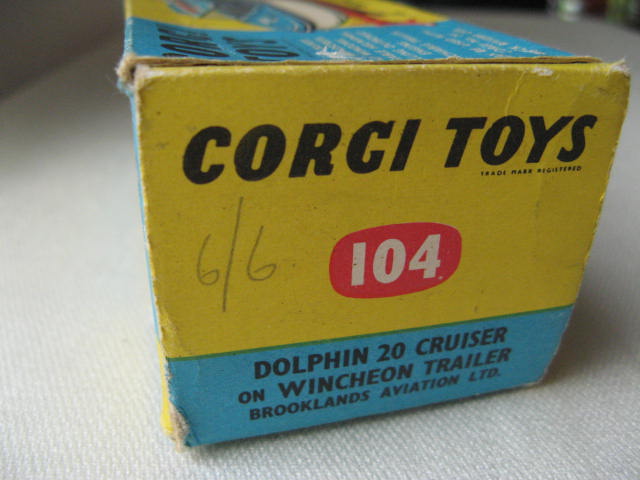 CORGI TOYS
TRADE MARK REGISTERED
6/6
104
DOLPHIN 20 CRUISER
ON WINCHEON TRAILER
BROOKLANDS AVIATION LTD.